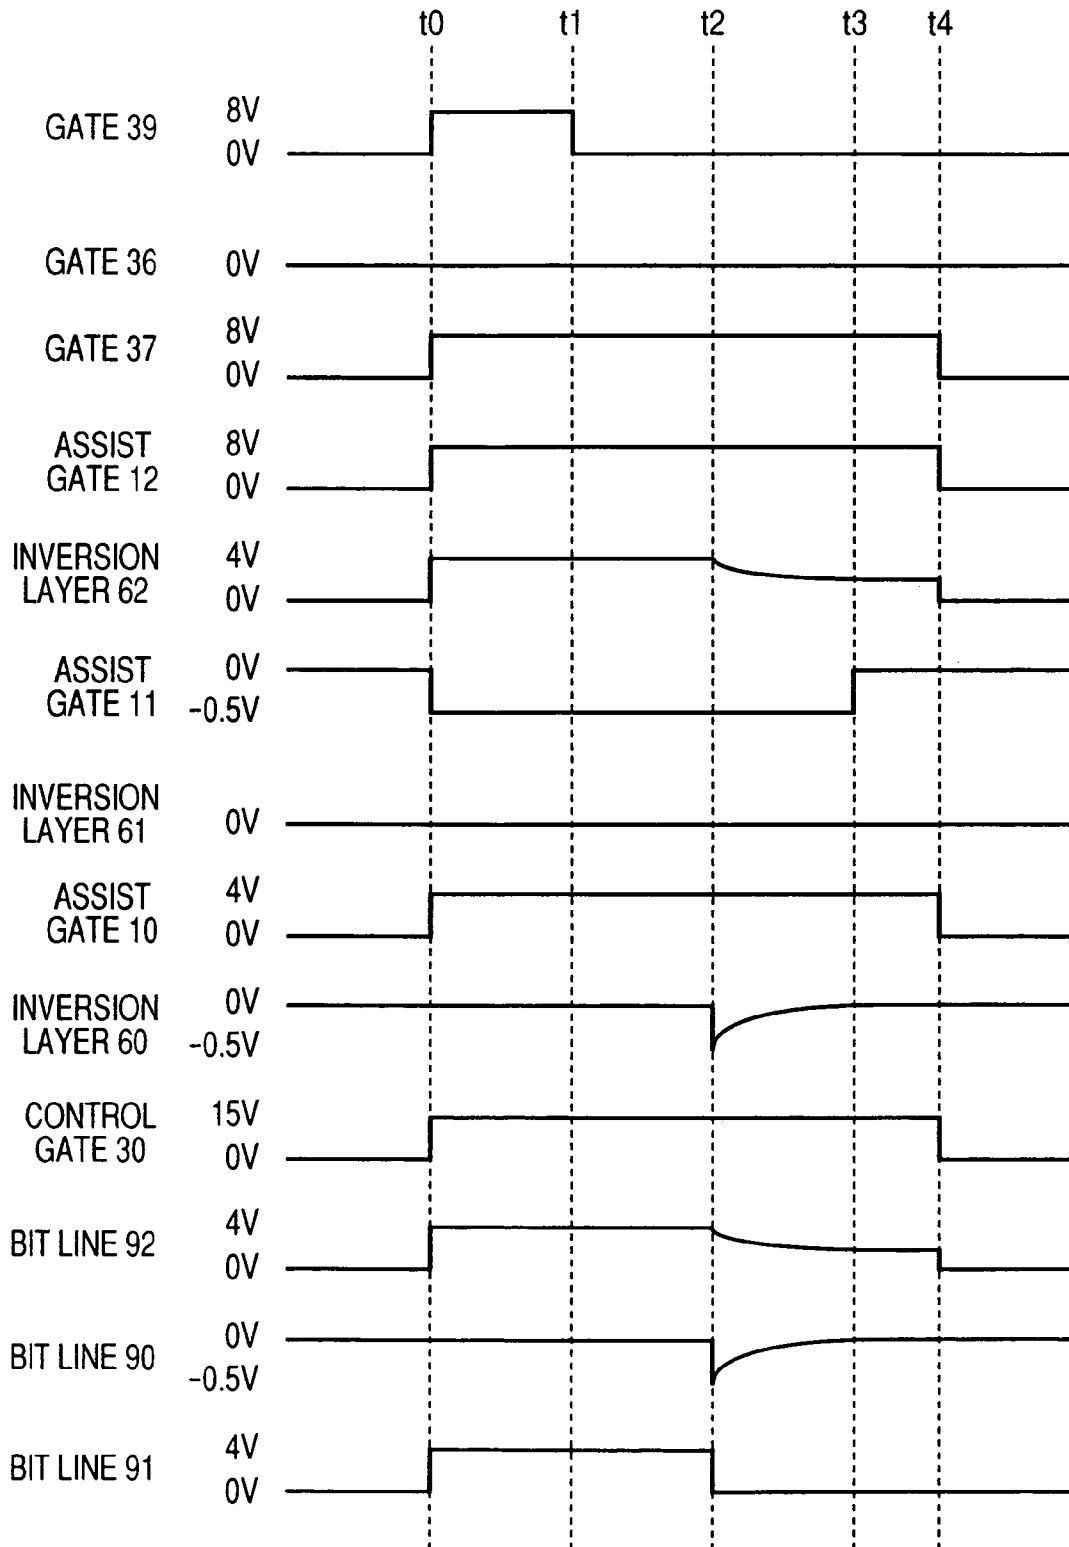 t0 t1 t2 t3 t4
GATE 39 8V
0V
GATE 36 0V
GATE 37 8V
0V
ASSIST
GATE 12 8V
0V
INVERSION
LAYER 62 4V
0V
ASSIST
GATE 11 0V
-0.5V
INVERSION
LAYER 61 0V
ASSIST
GATE 10 4V
0V
INVERSION
LAYER 60 0V
-0.5V
CONTROL
GATE 30 15V
0V
BIT LINE 92 4V
0V
BIT LINE 90 0V
-0.5V
BIT LINE 91 4V
0V